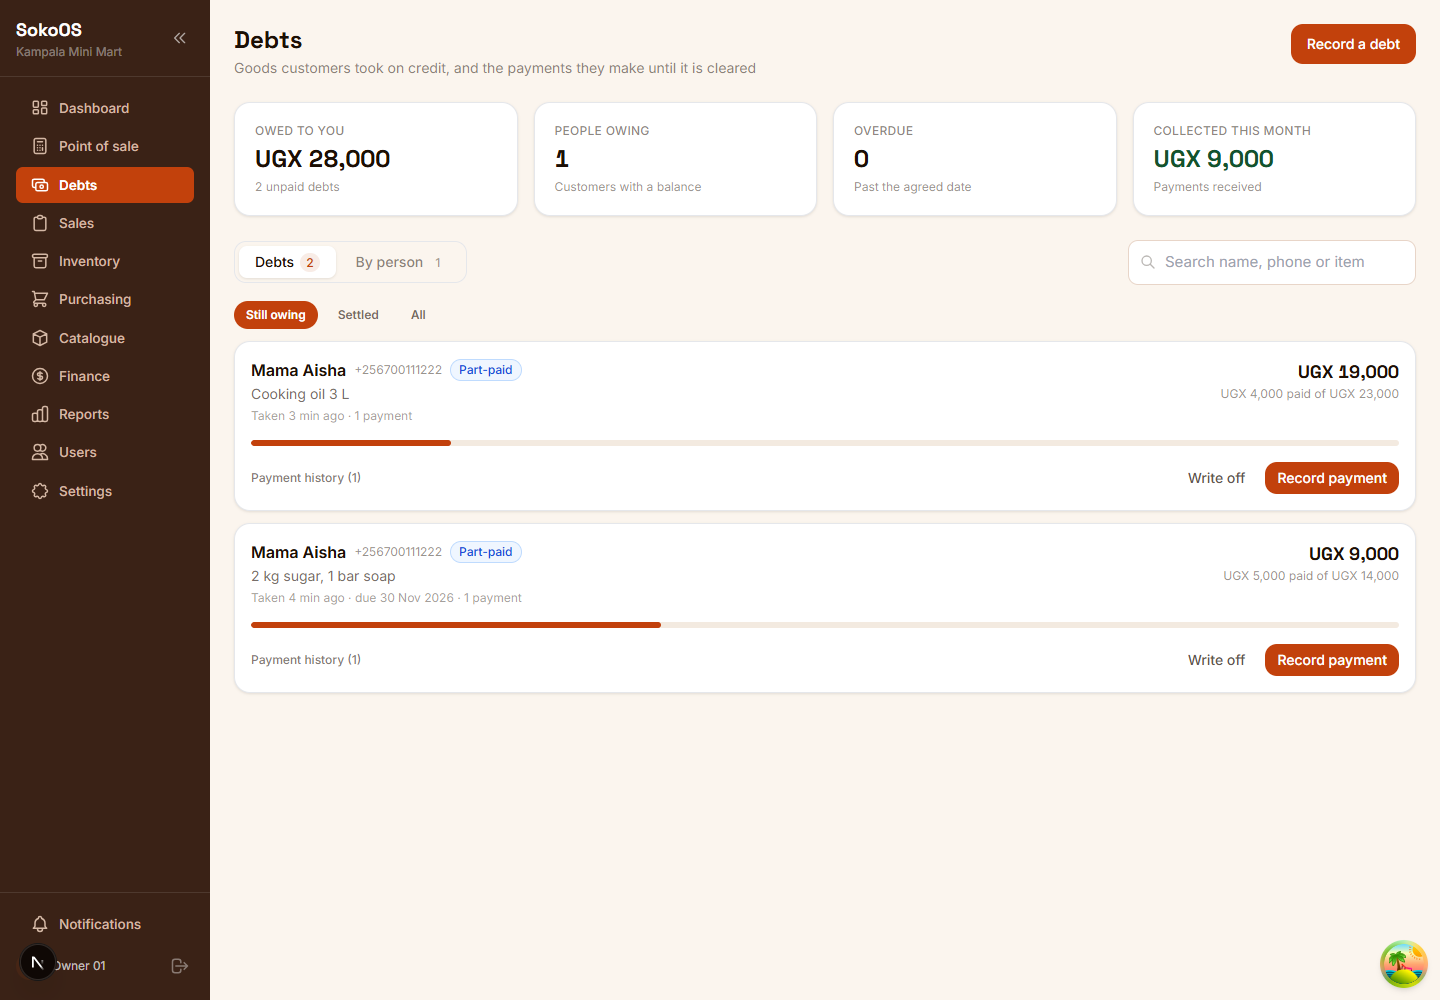 SokoOS
Kampala Mini Mart
Dashboard
Point of sale
Debts
Sales
Inventory
Purchasing
Catalogue
Finance
Reports
Users
Settings
Notifications
N
Owner 01
Debts
Goods customers took on credit, and the payments they make until it is cleared
Record a debt
OWED TO YOU
UGX 28,000
2 unpaid debts
PEOPLE OWING
1
Customers with a balance
OVERDUE
0
Past the agreed date
COLLECTED THIS MONTH
UGX 9,000
Payments received
Debts 2
By person 1
Search name, phone or item
Still owing
Settled
All
Mama Aisha +256700111222 Part-paid
UGX 19,000
Cooking oil 3 L
UGX 4,000 paid of UGX 23,000
Taken 3 min ago · 1 payment
Payment history (1)
Write off
Record payment
Mama Aisha +256700111222 Part-paid
UGX 9,000
2 kg sugar, 1 bar soap
UGX 5,000 paid of UGX 14,000
Taken 4 min ago · due 30 Nov 2026 · 1 payment
Payment history (1)
Write off
Record payment